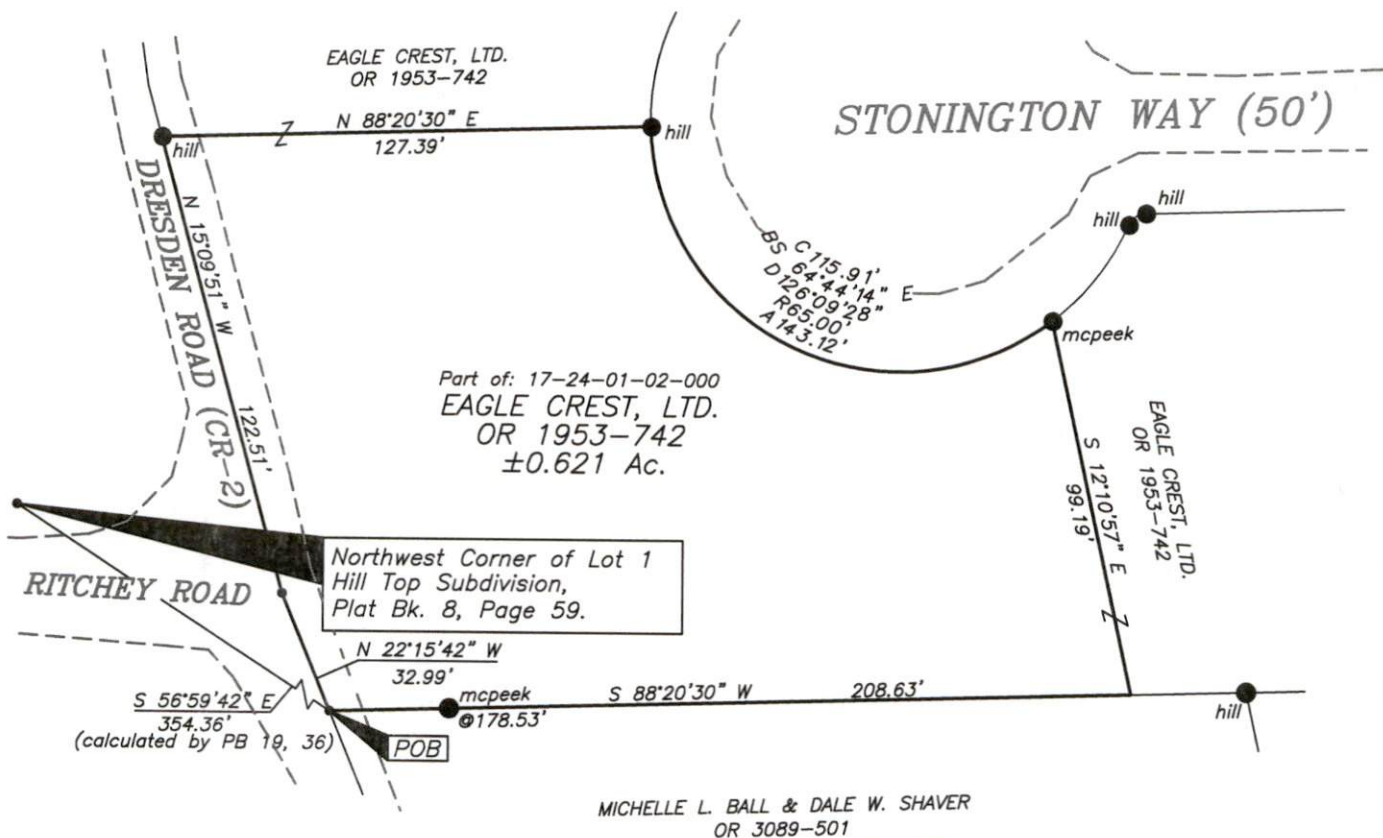 EAGLE CREST, LTD.
OR 1953-742
N 88°20'30" E
127.39'
hill
hill
STONINGTON WAY (50')
hill
hill
DRESDEN ROAD (CR-2)
N 15°09'51" W
122.51'
C 115.91'
BS 64°44'14" E
D 126°09'28"
R65.00'
A 143.12'
mcpeek
Part of: 17-24-01-02-000
EAGLE CREST, LTD.
OR 1953-742
±0.621 Ac.
S 12°10'57" E
99.19'
EAGLE CREST, LTD.
OR 1953-742
Northwest Corner of Lot 1
Hill Top Subdivision,
Plat Bk. 8, Page 59.
RITCHEY ROAD
N 22°15'42" W
32.99'
S 56°59'42" E
354.36'
(calculated by PB 19, 36)
mcpeek
@178.53'
S 88°20'30" W 208.63'
hill
POB
MICHELLE L. BALL & DALE W. SHAVER
OR 3089-501